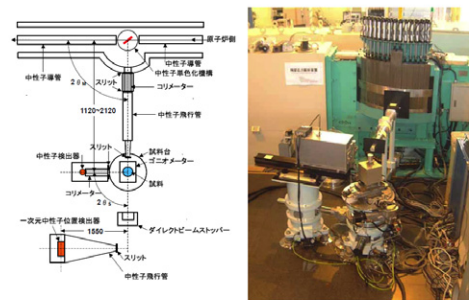 原子炉側
中性子導管
中性子導管
中性子単色化機構
2θM
スリット
コリメーター
1120~2120
中性子飛行管
スリット
試料台
ゴニオメーター
中性子検出器
試料
コリメーター
2θs
ダイレクトビームストッパー
一次元中性子位置検出器
1550
スリット
中性子飛行管